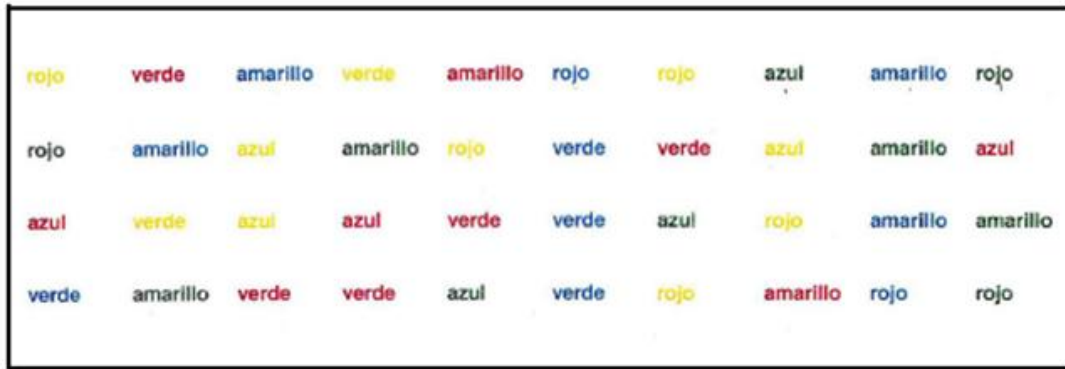 rojo verde amarillo verde amarillo rojo rojo azul amarillo rojo
rojo amarillo azul amarillo rojo verde verde azul amarillo azul
azul verde azul azul verde verde azul rojo amarillo amarillo
verde amarillo verde verde azul verde rojo amarillo rojo rojo